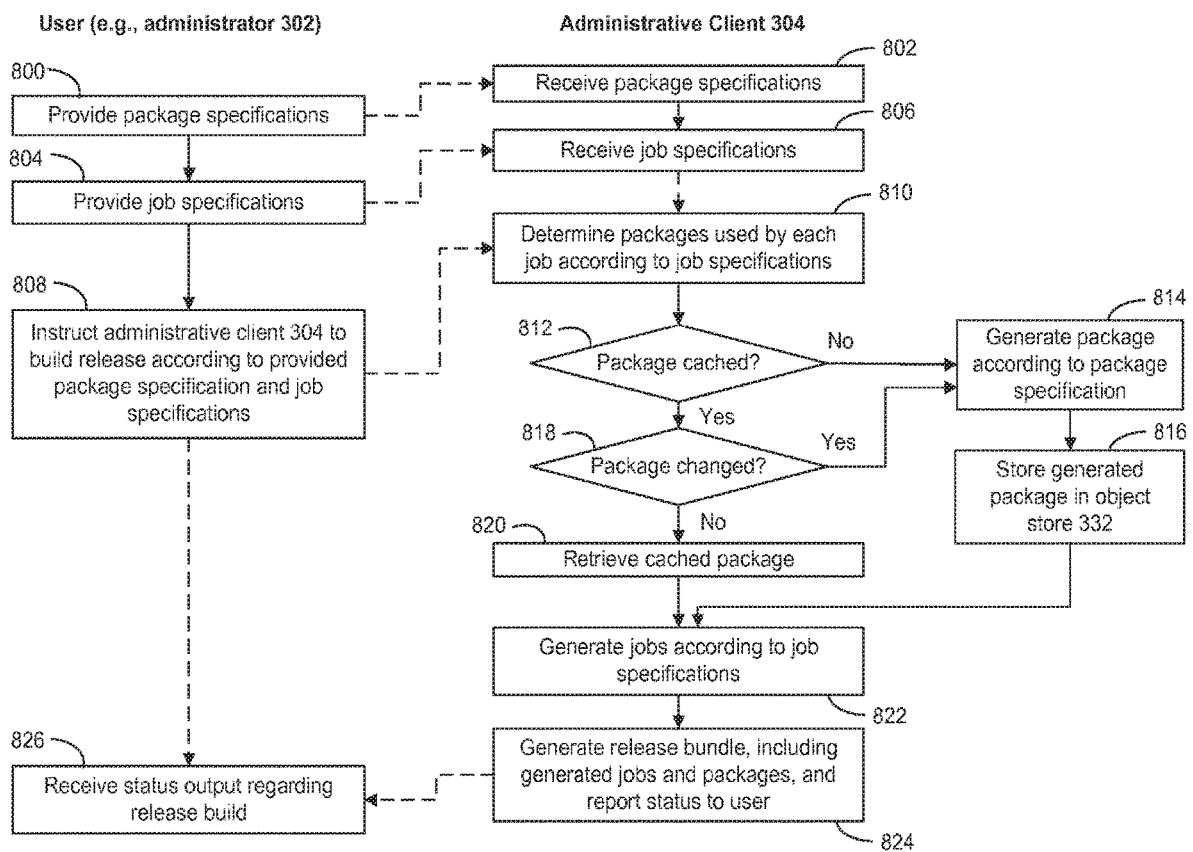 User (e.g., administrator 302)
Administrative Client 304
800
Provide package specifications
802
Receive package specifications
804
Provide job specifications
806
Receive job specifications
808
Instruct administrative client 304 to
build release according to provided
package specification and job
specifications
810
Determine packages used by each
job according to job specifications
812
Package cached?
No
Yes
814
Generate package
according to package
specification
816
Store generated
package in object
store 332
818
Package changed?
Yes
No
820
Retrieve cached package
Generate jobs according to job
specifications
822
Generate release bundle, including
generated jobs and packages, and
report status to user
824
826
Receive status output regarding
release build